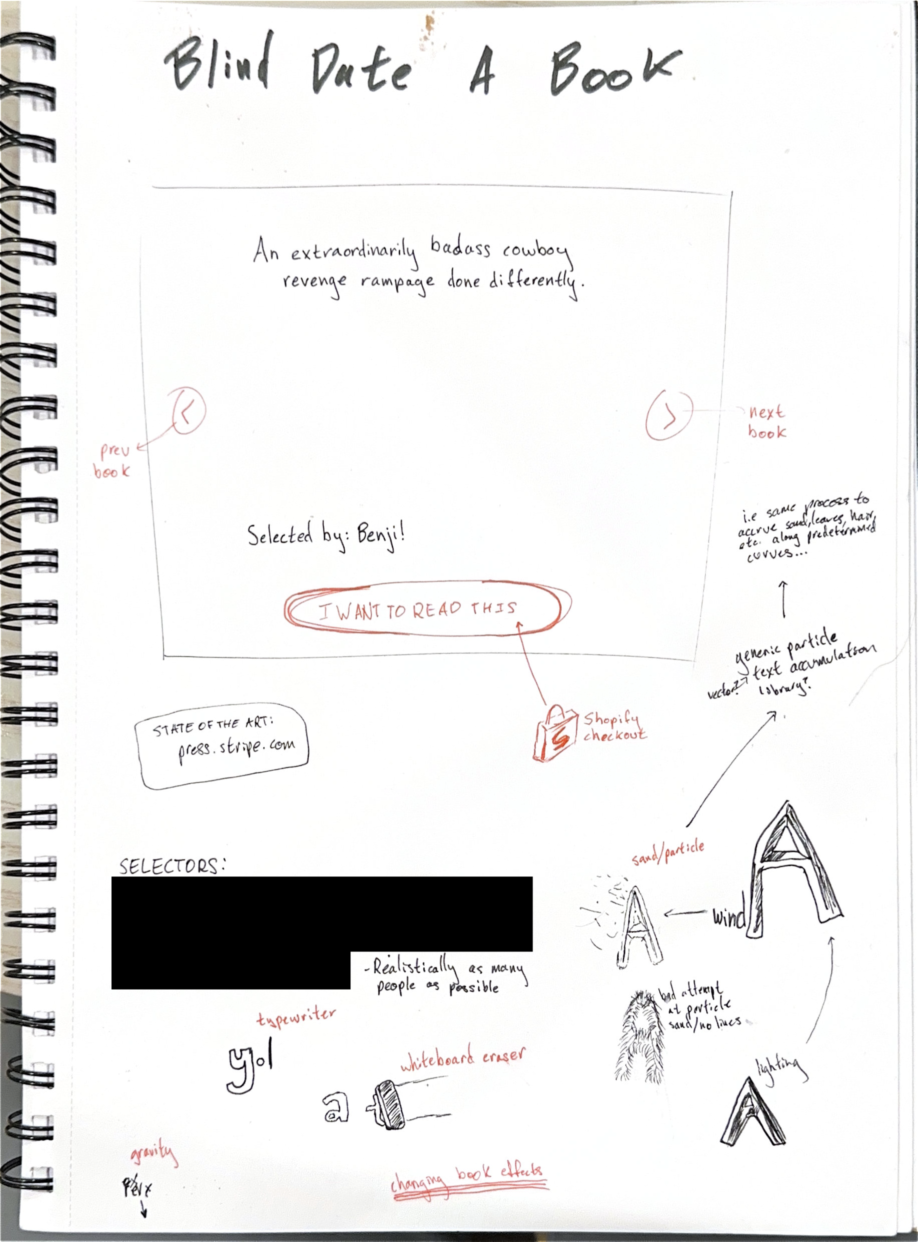 Blind Date A Book
An extraordinarily badass cowboy
revenge rampage done differently.
<
>
prev
book
next
book
Selected by: Benji!
I WANT TO READ THIS
Shopify
checkout
S
i.e same process to
accrue sand, leaves, hair,
etc. along predetermined
curves...
generic particle
text accumulation
library?
vector?
STATE OF THE ART:
press.stripe.com
SELECTORS:
-Realistically as many
people as possible
sand/particle
A
wind
A
bad attempt
at particle
sand/no lines
A
lighting
A
typewriter
y.l
whiteboard eraser
a
gravity
changing book effects